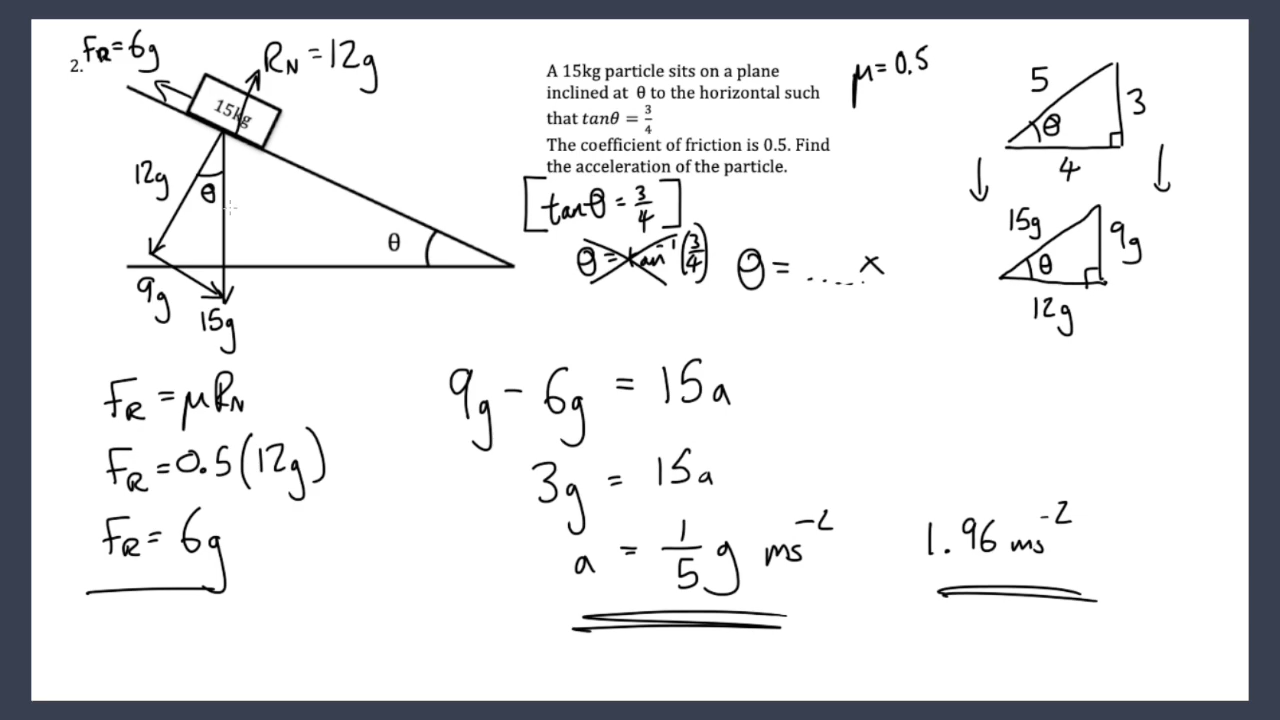 2.
F_R = 6g
R_N = 12g
15kg
12g
θ
θ
9g
15g
A 15kg particle sits on a plane
inclined at θ to the horizontal such
that tanθ = 3/4
The coefficient of friction is 0.5. Find
the acceleration of the particle.
μ = 0.5
[tanθ = 3/4]
θ = tan⁻¹(3/4)
θ = ..... x
5
3
θ
4
15g
9g
θ
12g
F_R = μR_N
F_R = 0.5(12g)
F_R = 6g
9g - 6g = 15a
3g = 15a
a = 1/5 g ms⁻²
1.96 ms⁻²